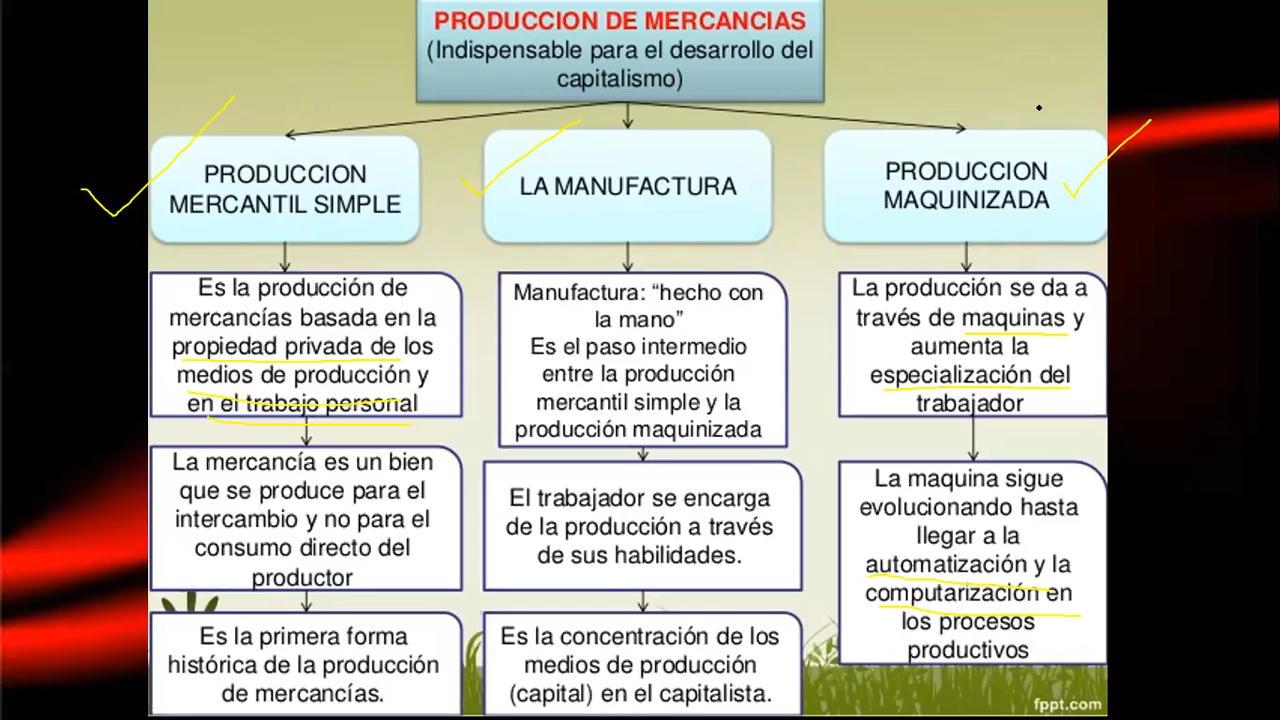 PRODUCCION DE MERCANCIAS
(Indispensable para el desarrollo del
capitalismo)
PRODUCCION
MERCANTIL SIMPLE
Es la producción de
mercancías basada en la
propiedad privada de los
medios de producción y
en el trabajo personal
La mercancía es un bien
que se produce para el
intercambio y no para el
consumo directo del
productor
Es la primera forma
histórica de la producción
de mercancías.
LA MANUFACTURA
Manufactura: “hecho con
la mano”
Es el paso intermedio
entre la producción
mercantil simple y la
producción maquinizada
El trabajador se encarga
de la producción a través
de sus habilidades.
Es la concentración de los
medios de producción
(capital) en el capitalista.
PRODUCCION
MAQUINIZADA
La producción se da a
través de maquinas y
aumenta la
especialización del
trabajador
La maquina sigue
evolucionando hasta
llegar a la
automatización y la
computarización en
los procesos
productivos
fppt.com